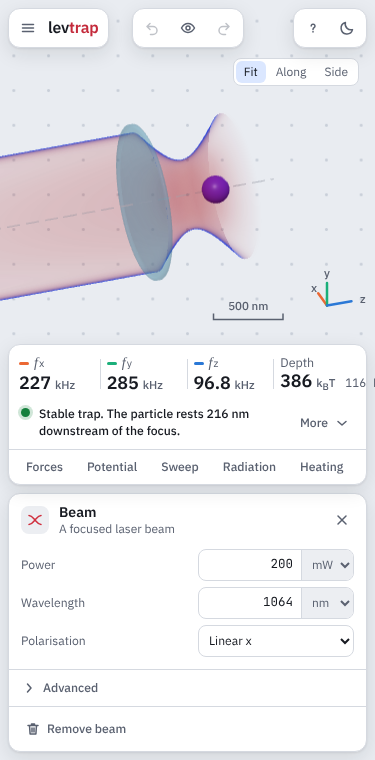 levtrap
?
Fit Along Side
500 nm
y
x
z
fx fy fz Depth
227 kHz 285 kHz 96.8 kHz 386 kBT 116
Stable trap. The particle rests 216 nm
downstream of the focus.
More
Forces Potential Sweep Radiation Heating
Beam
A focused laser beam
Power 200 mW
Wavelength 1064 nm
Polarisation Linear x
Advanced
Remove beam